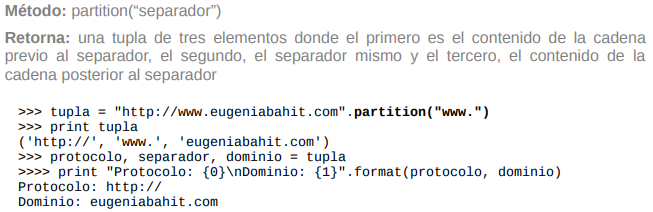 Método: partition(“separador”)
Retorna: una tupla de tres elementos donde el primero es el contenido de la cadena
previo al separador, el segundo, el separador mismo y el tercero, el contenido de la
cadena posterior al separador
>>> tupla = "http://www.eugeniabahit.com".partition("www.")
>>> print tupla
('http://', 'www.', 'eugeniabahit.com')
>>> protocolo, separador, dominio = tupla
>>>> print "Protocolo: {0}\nDominio: {1}".format(protocolo, dominio)
Protocolo: http://
Dominio: eugeniabahit.com